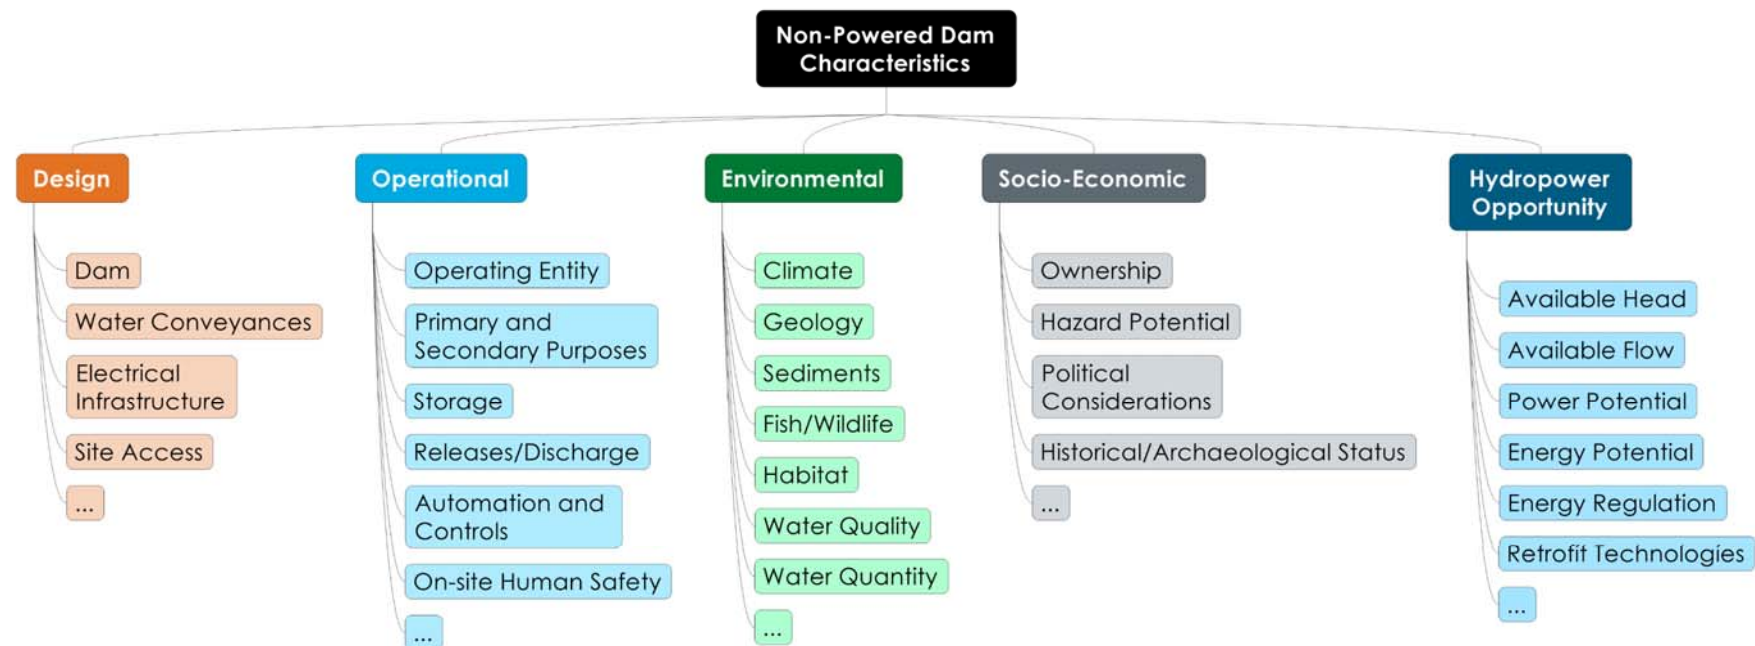 Non-Powered Dam
Characteristics
Design
Dam
Water Conveyances
Electrical
Infrastructure
Site Access
...
Operational
Operating Entity
Primary and
Secondary Purposes
Storage
Releases/Discharge
Automation and
Controls
On-site Human Safety
...
Environmental
Climate
Geology
Sediments
Fish/Wildlife
Habitat
Water Quality
Water Quantity
...
Socio-Economic
Ownership
Hazard Potential
Political
Considerations
Historical/Archaeological Status
...
Hydropower
Opportunity
Available Head
Available Flow
Power Potential
Energy Potential
Energy Regulation
Retrofit Technologies
...